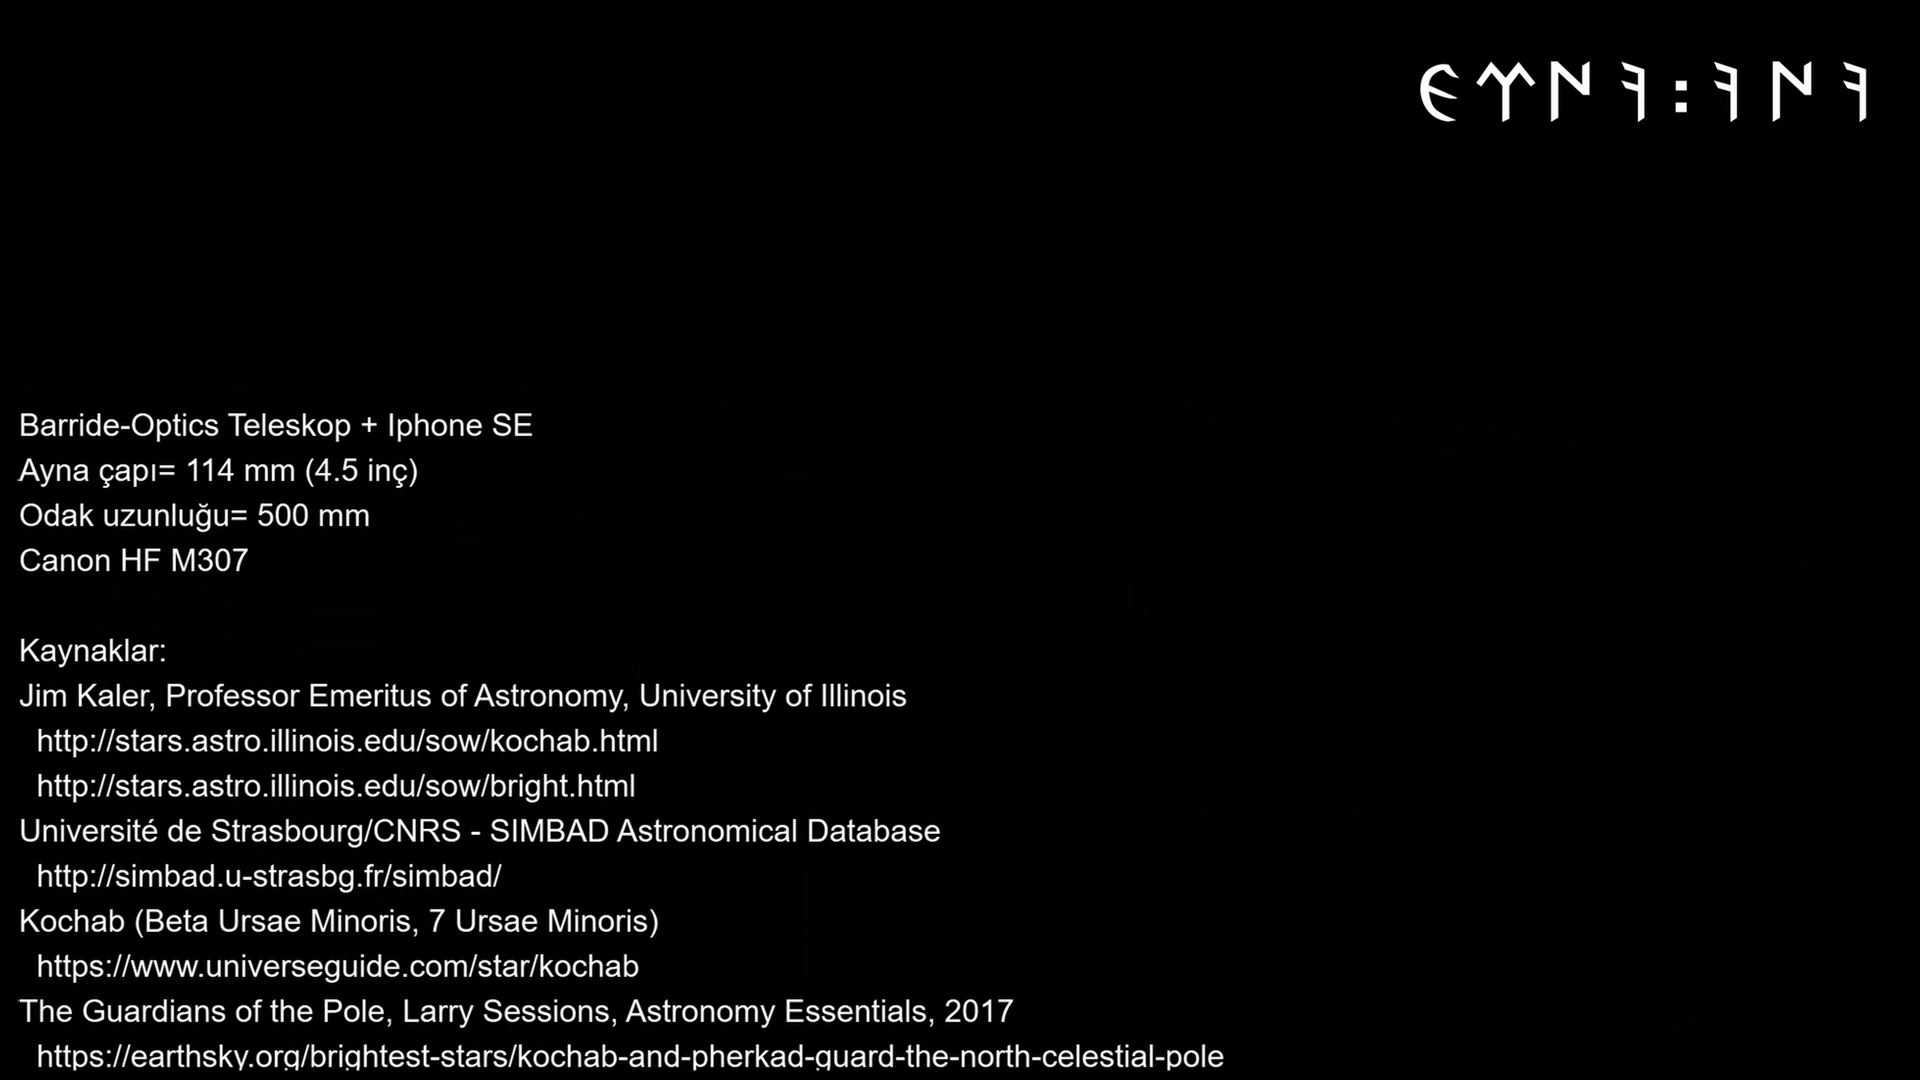 𐰚𐰇𐰚:𐰚𐰇𐰼𐰏
Barride-Optics Teleskop + Iphone SE
Ayna çapı= 114 mm (4.5 inç)
Odak uzunluğu= 500 mm
Canon HF M307
Kaynaklar:
Jim Kaler, Professor Emeritus of Astronomy, University of Illinois
http://stars.astro.illinois.edu/sow/kochab.html
http://stars.astro.illinois.edu/sow/bright.html
Université de Strasbourg/CNRS - SIMBAD Astronomical Database
http://simbad.u-strasbg.fr/simbad/
Kochab (Beta Ursae Minoris, 7 Ursae Minoris)
https://www.universeguide.com/star/kochab
The Guardians of the Pole, Larry Sessions, Astronomy Essentials, 2017
https://earthsky.org/brightest-stars/kochab-and-pherkad-guard-the-north-celestial-pole